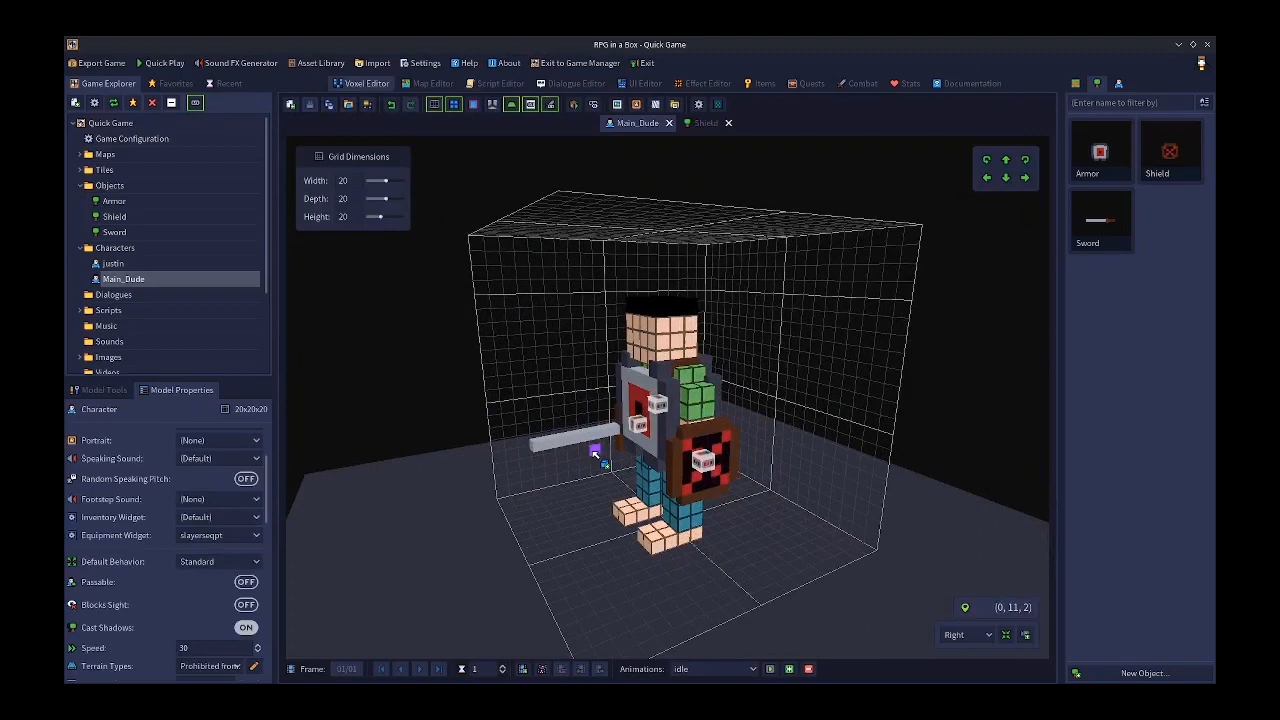 RPG in a Box - Quick Game
Export Game Quick Play Sound FX Generator Asset Library Import Settings Help About Exit to Game Manager Exit
Game Explorer Favorites Recent Voxel Editor Map Editor Script Editor Dialogue Editor UI Editor Effect Editor Items Quests Combat Stats Documentation
(Enter name to filter by)
Main_Dude Shield
Quick Game
Game Configuration
Maps
Tiles
Objects
Armor
Shield
Sword
Characters
justin
Main_Dude
Dialogues
Scripts
Music
Sounds
Images
Videos
Grid Dimensions
Width: 20
Depth: 20
Height: 20
Armor Shield
Sword
Model Tools Model Properties
Character 20x20x20
Portrait: (None)
Speaking Sound: (Default)
Random Speaking Pitch: OFF
Footstep Sound: (None)
Inventory Widget: (Default)
Equipment Widget: slayerseqpt
Default Behavior: Standard
Passable: OFF
Blocks Sight: OFF
Cast Shadows: ON
Speed: 30
Terrain Types: Prohibited from
(0, 11, 2)
Right
Frame: 01/01 1 Animations: idle
New Object...